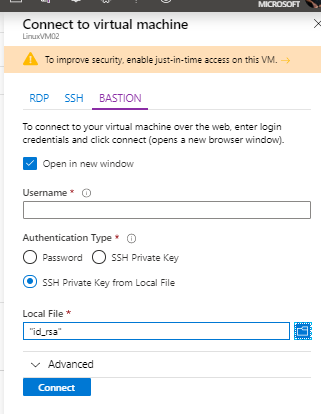 MICROSOFT
Connect to virtual machine
LinuxVM02
To improve security, enable just-in-time access on this VM. →
RDP SSH BASTION
To connect to your virtual machine over the web, enter login
credentials and click connect (opens a new browser window).
Open in new window
Username *
Authentication Type *
Password SSH Private Key
SSH Private Key from Local File
Local File *
"id_rsa"
Advanced
Connect